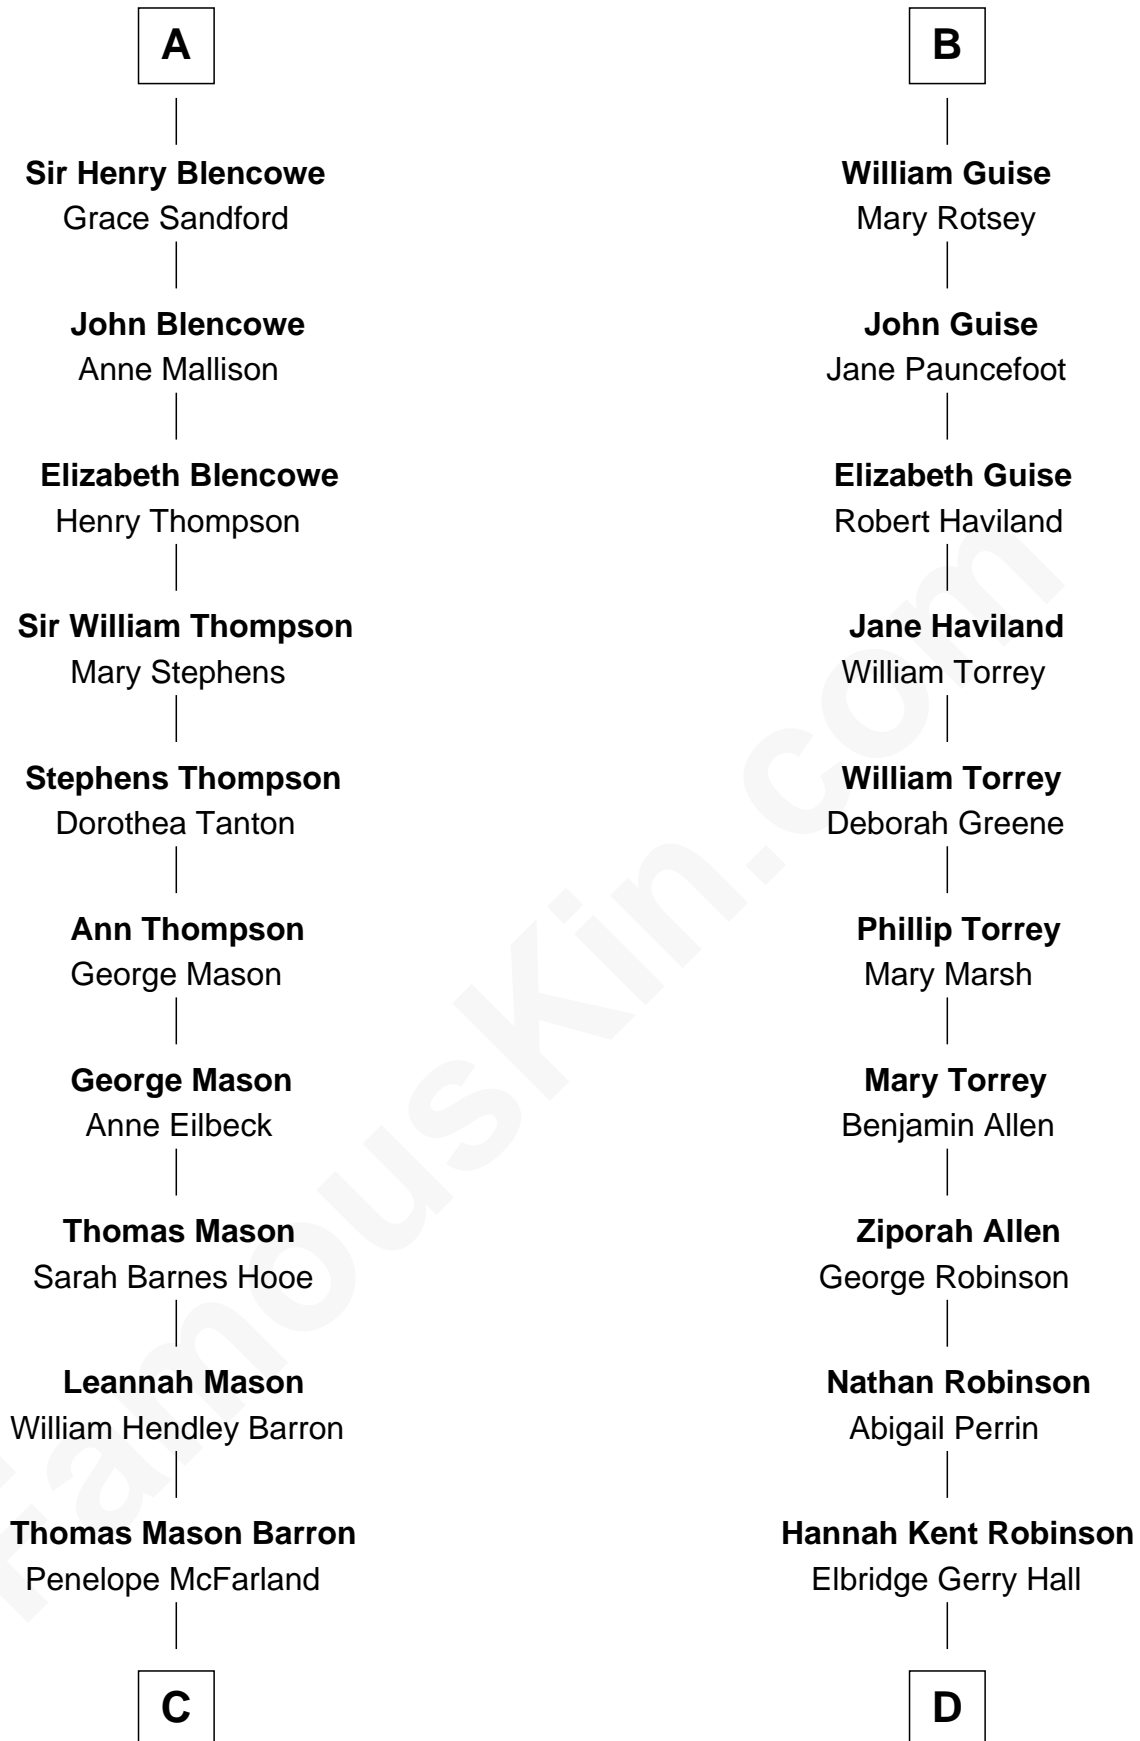 A
Sir Henry Blencowe
Grace Sandford
John Blencowe
Anne Mallison
Elizabeth Blencowe
Henry Thompson
Sir William Thompson
Mary Stephens
Stephens Thompson
Dorothea Tanton
Ann Thompson
George Mason
George Mason
Anne Eilbeck
Thomas Mason
Sarah Barnes Hooe
Leannah Mason
William Hendley Barron
Thomas Mason Barron
Penelope McFarland
C
B
William Guise
Mary Rotsey
John Guise
Jane Pauncefoot
Elizabeth Guise
Robert Haviland
Jane Haviland
William Torrey
William Torrey
Deborah Greene
Phillip Torrey
Mary Marsh
Mary Torrey
Benjamin Allen
Ziporah Allen
George Robinson
Nathan Robinson
Abigail Perrin
Hannah Kent Robinson
Elbridge Gerry Hall
D
FamousKin.com